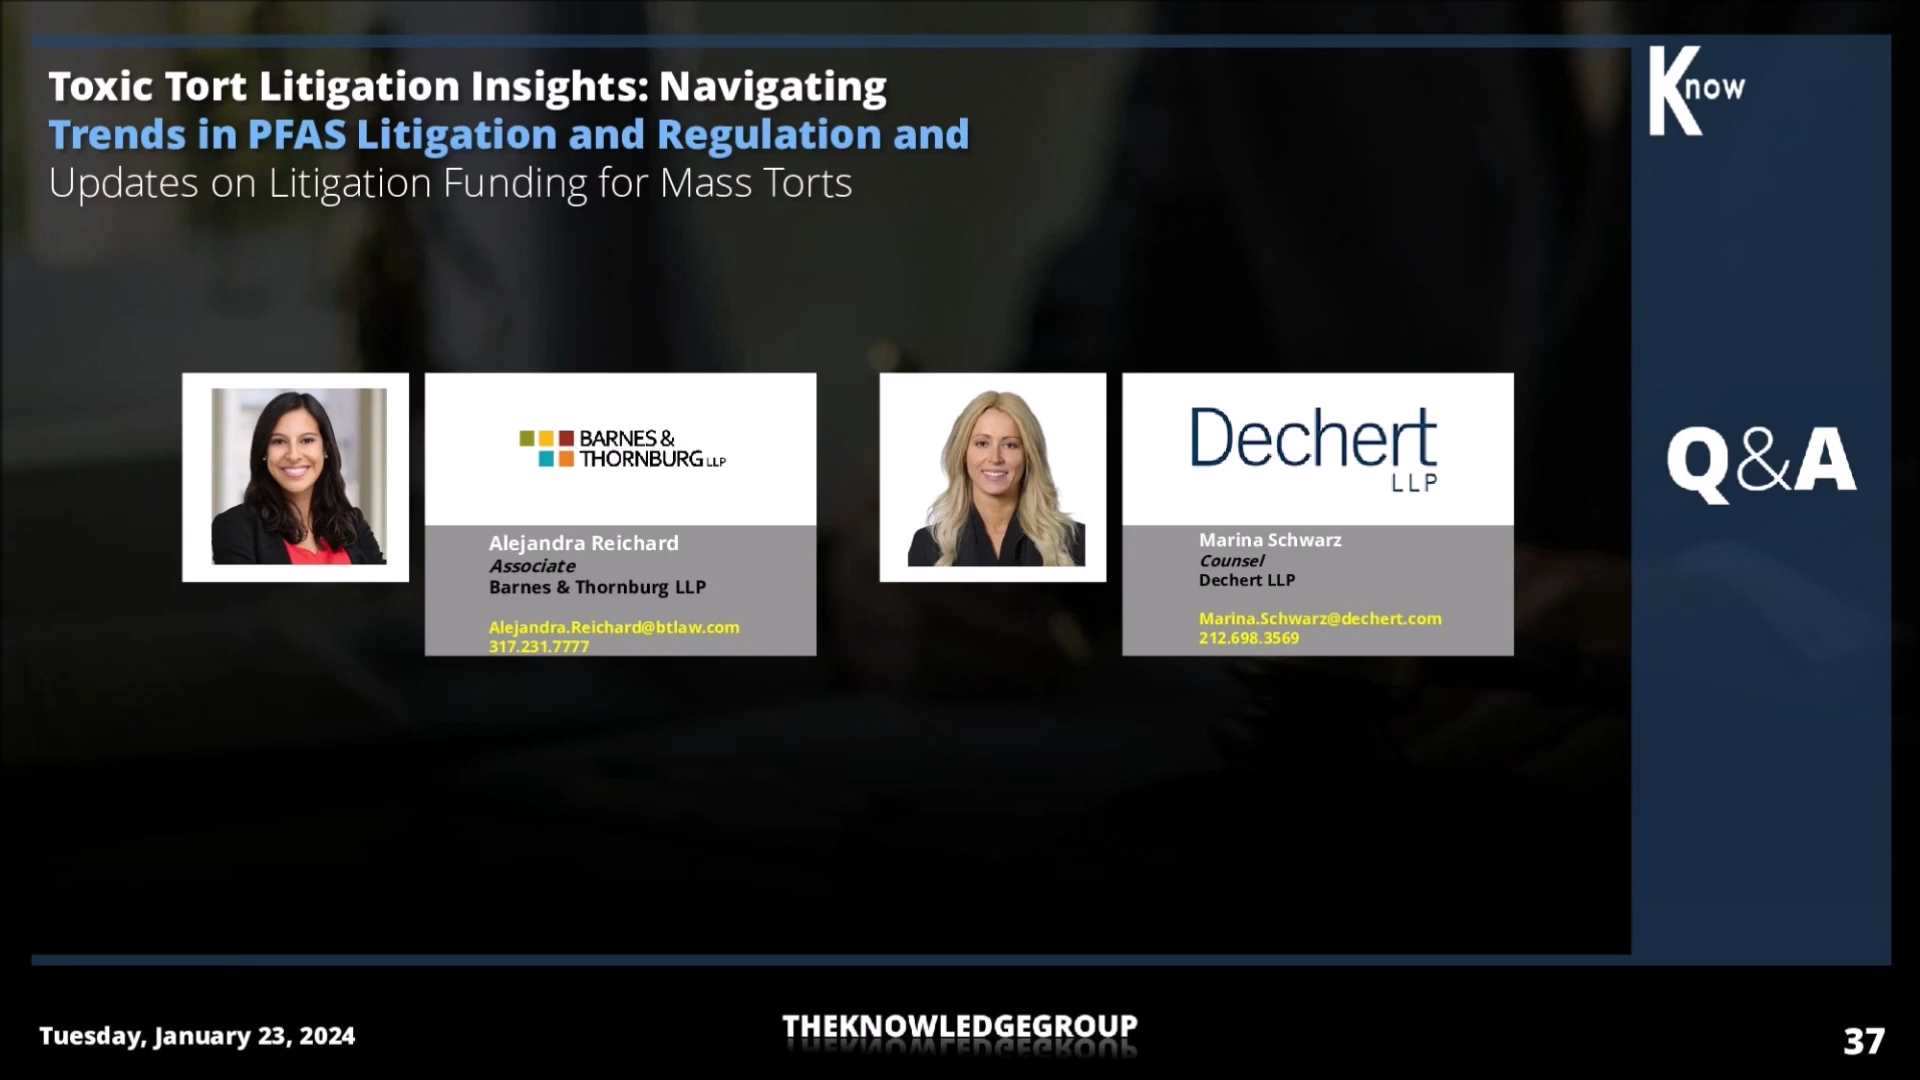 Toxic Tort Litigation Insights: Navigating
Trends in PFAS Litigation and Regulation and
Updates on Litigation Funding for Mass Torts
Know
BARNES &
THORNBURG LLP
Alejandra Reichard
Associate
Barnes & Thornburg LLP
Alejandra.Reichard@btlaw.com
317.231.7777
Dechert
LLP
Marina Schwarz
Counsel
Dechert LLP
Marina.Schwarz@dechert.com
212.698.3569
Q&A
Tuesday, January 23, 2024
THEKNOWLEDGEGROUP
37